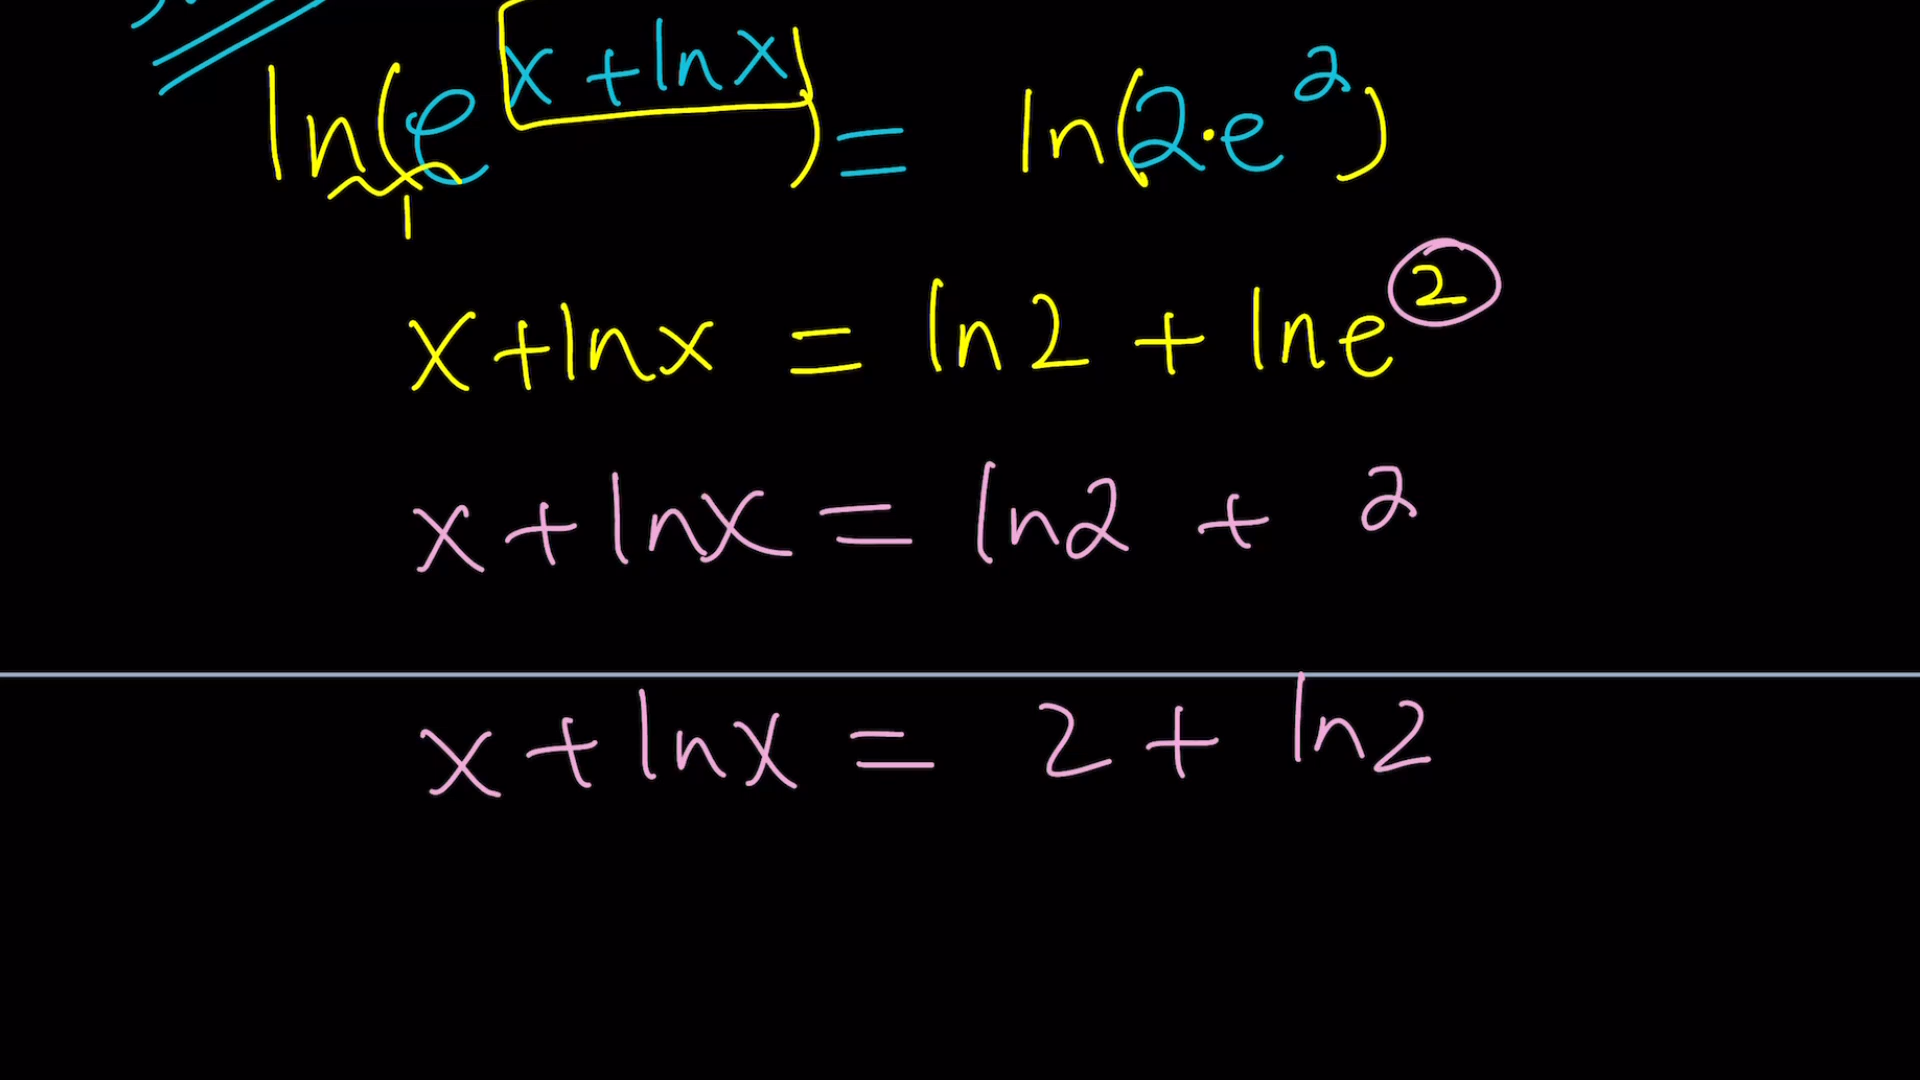 ln(e^(x+lnx)) = ln(2·e^2)
1
x+lnx = ln2 + lne^2
x+lnx = ln2 + 2
x+lnx = 2+ln2